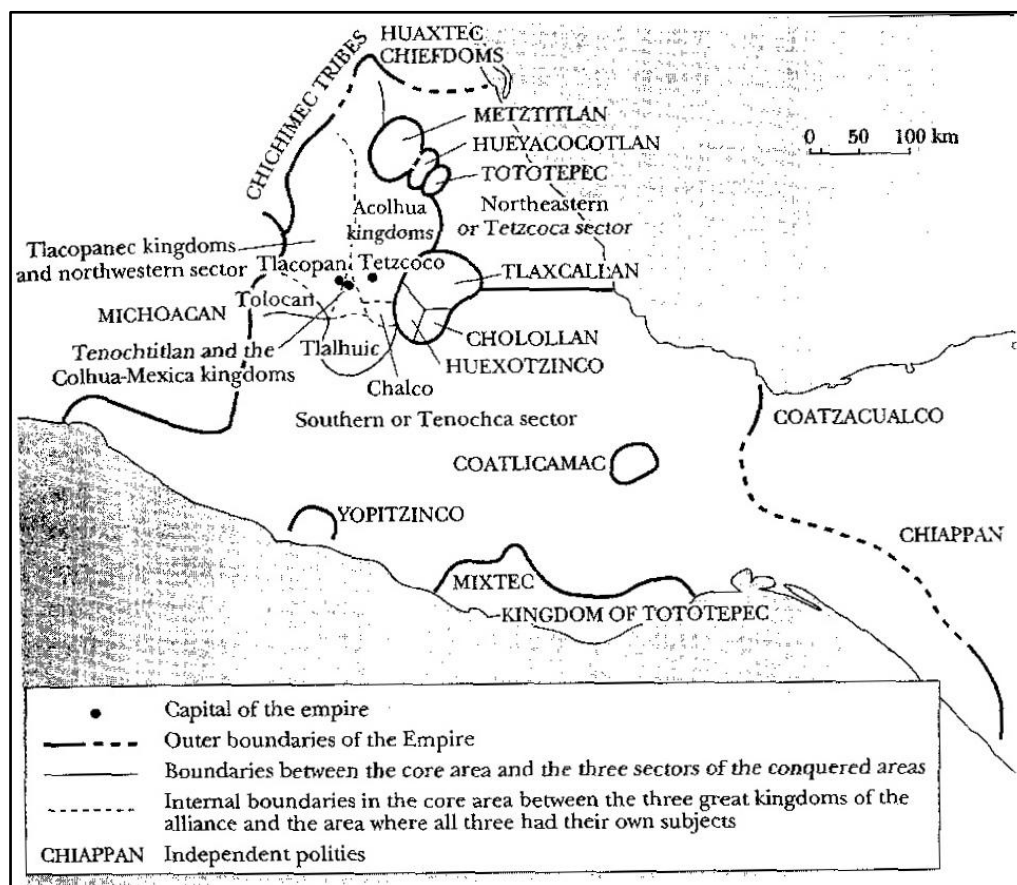 HUAXTEC
CHIEFDOMS
CHICHIMEC TRIBES
METZTITLAN
HUEYACOCOTLAN
TOTOTEPEC
0 50 100 km
Acolhua
kingdoms
Northeastern
or Tetzcoca sector
Tlacopanec kingdoms
and northwestern sector
Tlacopan
Tetzcoco
TLAXCALLAN
Tolocan
MICHOACAN
CHOLOLLAN
Tenochtitlan and the
Colhua-Mexica kingdoms
Tlalhuic
HUEXOTZINCO
Chalco
Southern or Tenochca sector
COATZACUALCO
COATLICAMAC
YOPITZINCO
CHIAPPAN
MIXTEC
KINGDOM OF TOTOTEPEC
Capital of the empire
Outer boundaries of the Empire
Boundaries between the core area and the three sectors of the conquered areas
Internal boundaries in the core area between the three great kingdoms of the
alliance and the area where all three had their own subjects
CHIAPPAN Independent polities